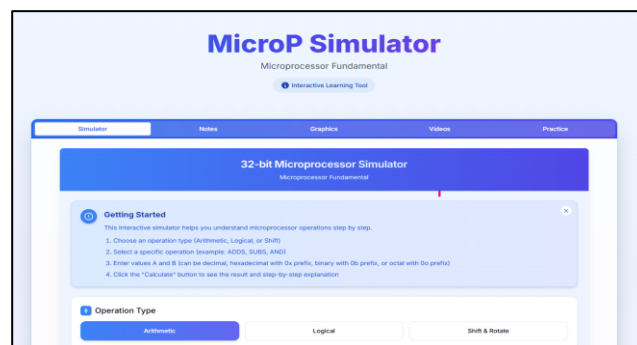 MicroP Simulator
Microprocessor Fundamental
Interactive Learning Tool
Simulator Notes Graphics Videos Practice
32-bit Microprocessor Simulator
Microprocessor Fundamental
Getting Started
This interactive simulator helps you understand microprocessor operations step by step.
1. Choose an operation type (Arithmetic, Logical, or Shift)
2. Select a specific operation (example: ADDS, SUBS, AND)
3. Enter values A and B (can be decimal, hexadecimal with 0x prefix, binary with 0b prefix, or octal with 0o prefix)
4. Click the "Calculate" button to see the result and step-by-step explanation
Operation Type
Arithmetic Logical Shift & Rotate